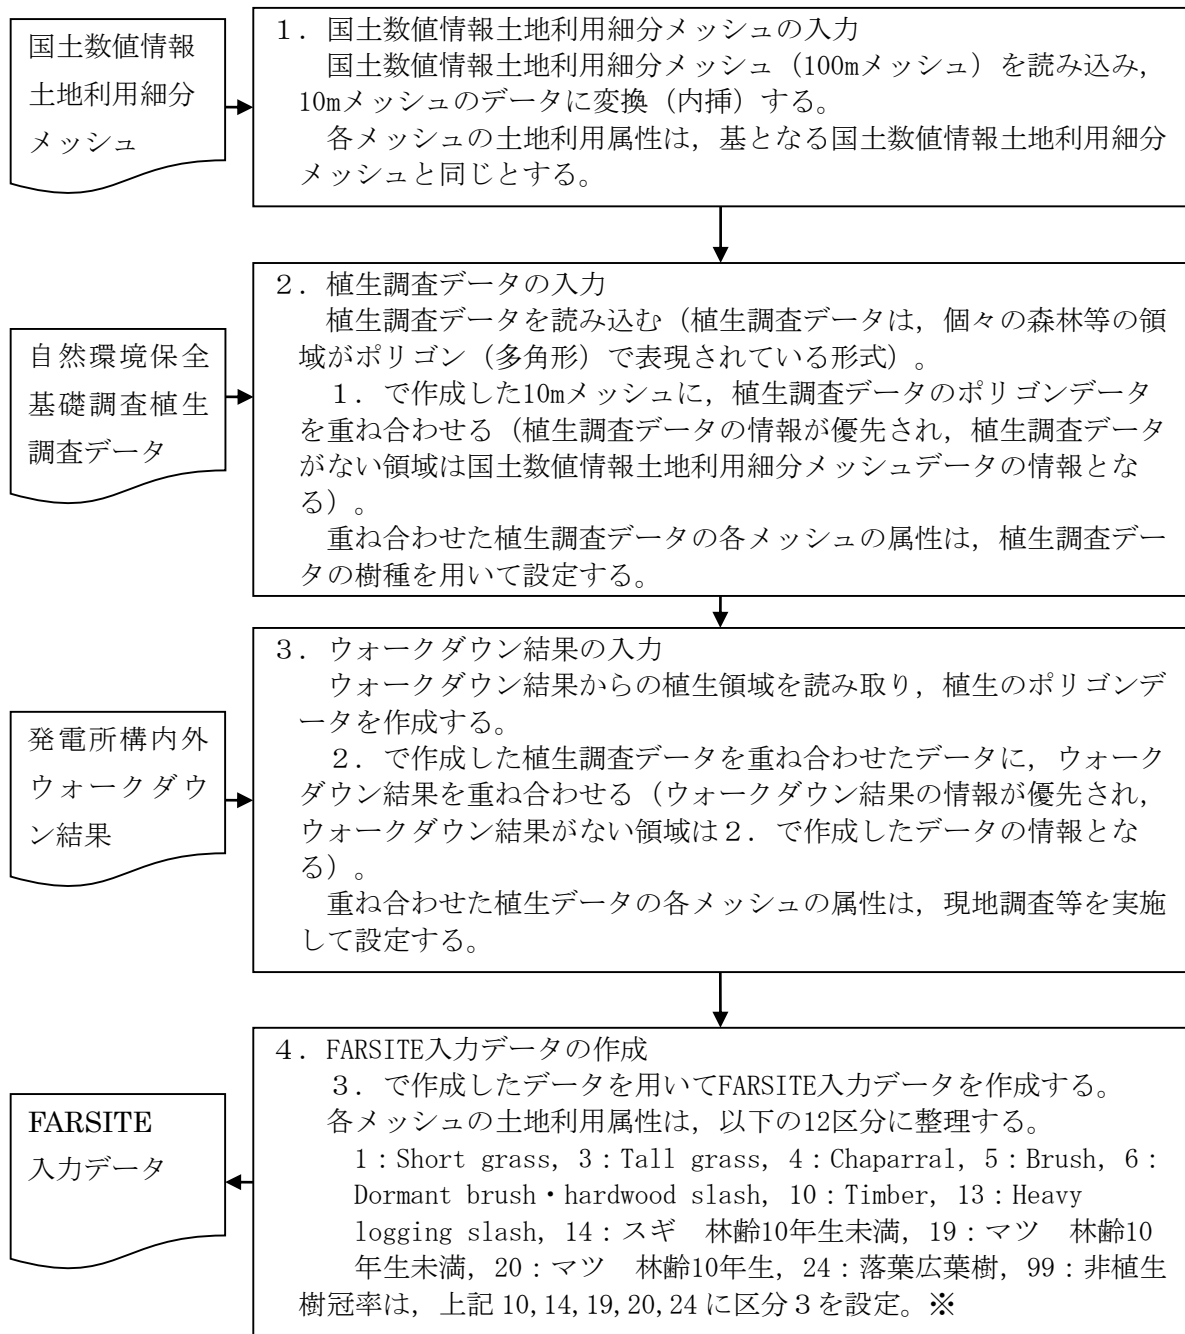 国土数値情報
土地利用細分
メッシュ
１．国土数値情報土地利用細分メッシュの入力
国土数値情報土地利用細分メッシュ（100mメッシュ）を読み込み，
10mメッシュのデータに変換（内挿）する。
各メッシュの土地利用属性は，基となる国土数値情報土地利用細分
メッシュと同じとする。
自然環境保全
基礎調査植生
調査データ
２．植生調査データの入力
植生調査データを読み込む（植生調査データは，個々の森林等の領
域がポリゴン（多角形）で表現されている形式）。
１．で作成した10mメッシュに，植生調査データのポリゴンデータ
を重ね合わせる（植生調査データの情報が優先され，植生調査データ
がない領域は国土数値情報土地利用細分メッシュデータの情報とな
る）。
重ね合わせた植生調査データの各メッシュの属性は，植生調査デー
タの樹種を用いて設定する。
発電所構内外
ウォークダウ
ン結果
３．ウォークダウン結果の入力
ウォークダウン結果からの植生領域を読み取り，植生のポリゴンデ
ータを作成する。
２．で作成した植生調査データを重ね合わせたデータに，ウォーク
ダウン結果を重ね合わせる（ウォークダウン結果の情報が優先され，
ウォークダウン結果がない領域は２．で作成したデータの情報とな
る）。
重ね合わせた植生データの各メッシュの属性は，現地調査等を実施
して設定する。
FARSITE
入力データ
４．FARSITE入力データの作成
３．で作成したデータを用いてFARSITE入力データを作成する。
各メッシュの土地利用属性は，以下の12区分に整理する。
1：Short grass, 3：Tall grass, 4：Chaparral, 5：Brush, 6：
Dormant brush・hardwood slash, 10：Timber, 13：Heavy
logging slash, 14：スギ　林齢10年生未満, 19：マツ　林齢10
年生未満, 20：マツ　林齢10年生, 24：落葉広葉樹, 99：非植生
樹冠率は，上記 10,14,19,20,24 に区分３を設定。※